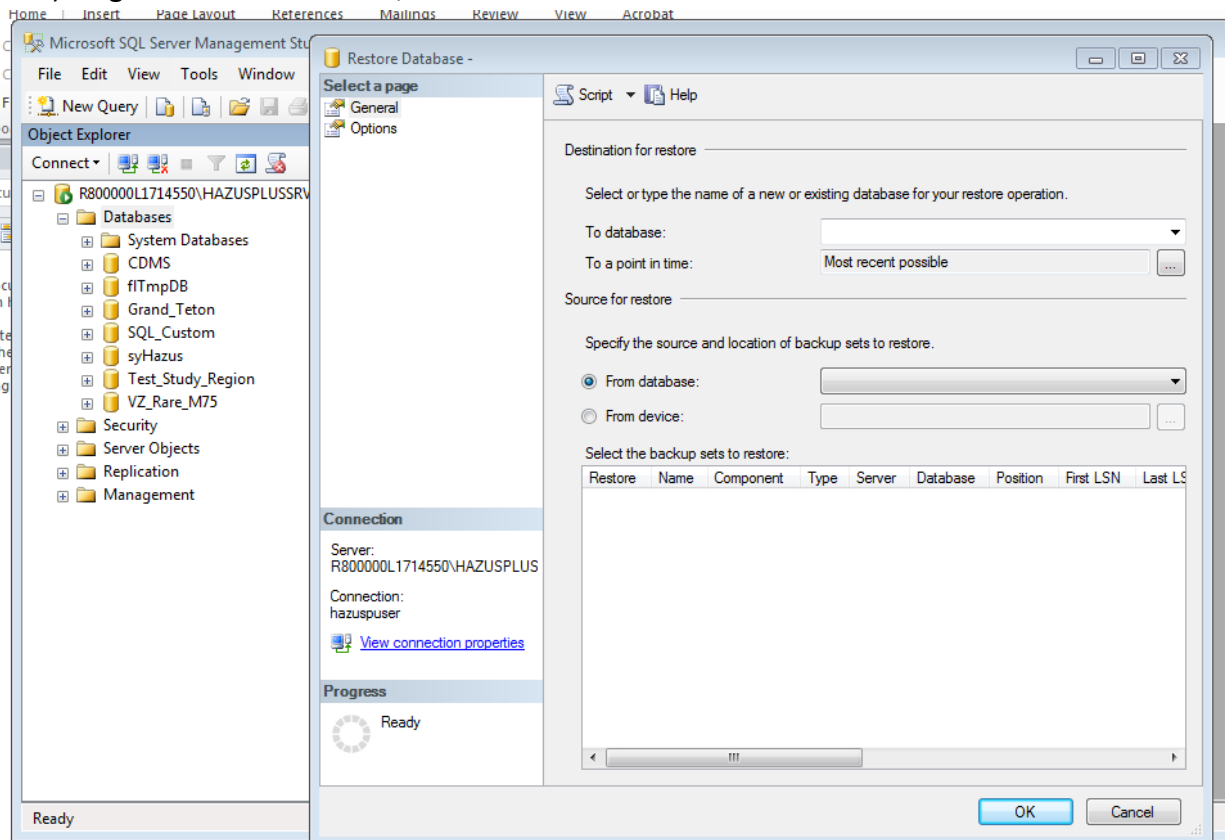 Home Insert Page Layout References Mailings Review View Acrobat
Microsoft SQL Server Management Stu
File Edit View Tools Window
New Query
Object Explorer
Connect
R800000L1714550\HAZUSPLUSSRV
Databases
System Databases
CDMS
flTmpDB
Grand_Teton
SQL_Custom
syHazus
Test_Study_Region
VZ_Rare_M75
Security
Server Objects
Replication
Management
Ready
Restore Database -
Select a page
General
Options
Script Help
Destination for restore
Select or type the name of a new or existing database for your restore operation.
To database:
To a point in time: Most recent possible ...
Source for restore
Specify the source and location of backup sets to restore.
From database:
From device: ...
Select the backup sets to restore:
Restore Name Component Type Server Database Position First LSN Last LS
Connection
Server:
R800000L1714550\HAZUSPLUS
Connection:
hazuspuser
View connection properties
Progress
Ready
OK Cancel